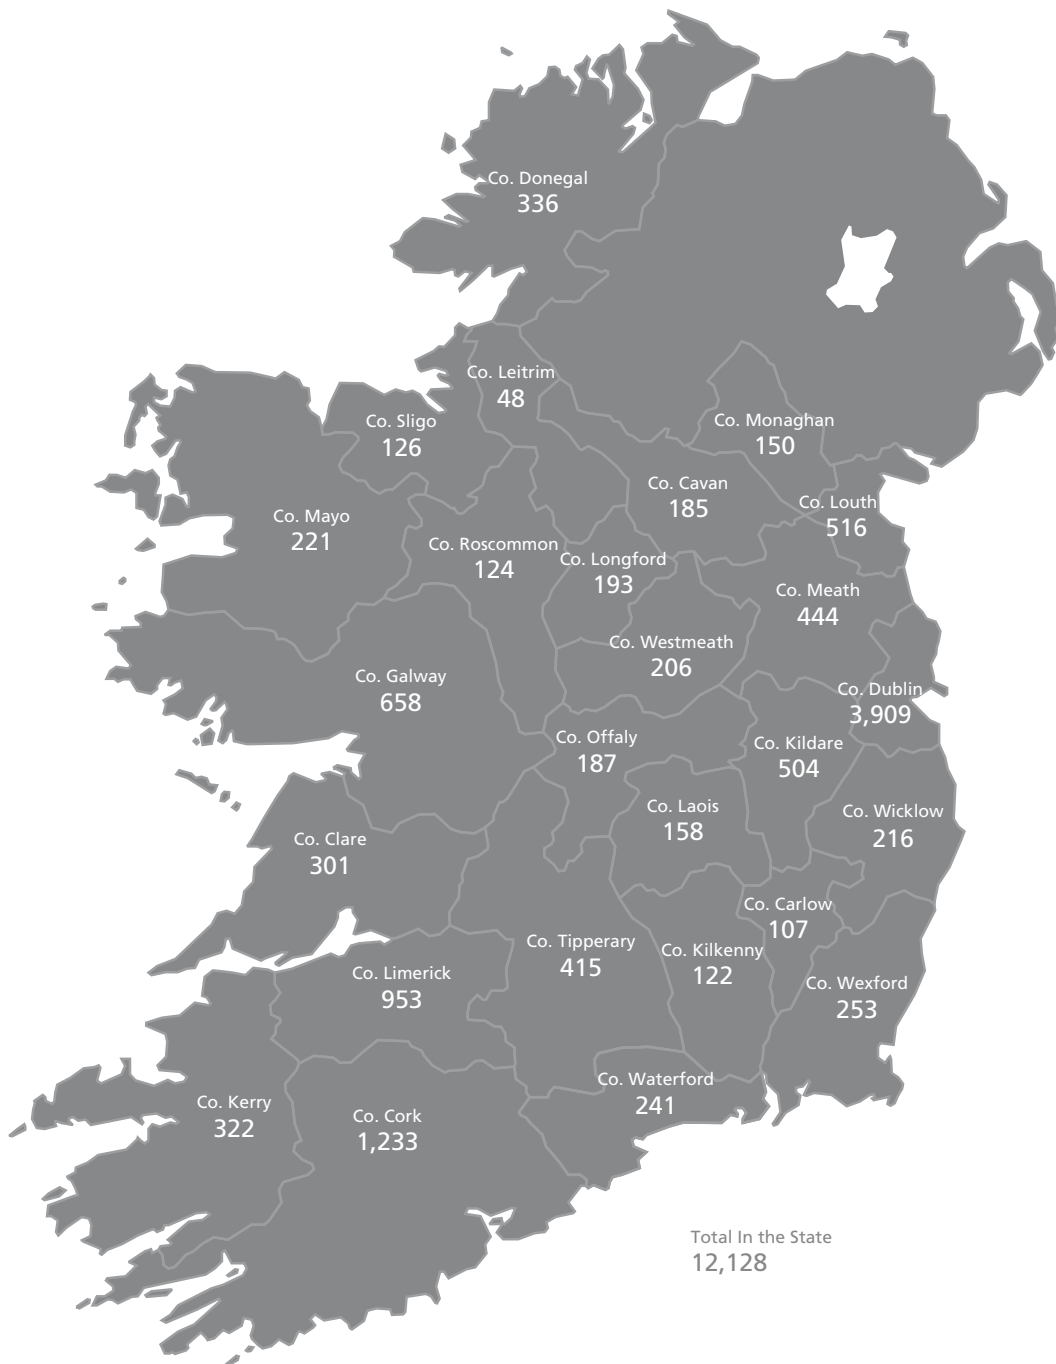 Co. Donegal
336
Co. Leitrim
48
Co. Sligo
126
Co. Monaghan
150
Co. Cavan
185
Co. Louth
516
Co. Mayo
221
Co. Roscommon
124
Co. Longford
193
Co. Meath
444
Co. Westmeath
206
Co. Galway
658
Co. Dublin
3,909
Co. Offaly
187
Co. Kildare
504
Co. Laois
158
Co. Wicklow
216
Co. Clare
301
Co. Carlow
107
Co. Tipperary
415
Co. Kilkenny
122
Co. Limerick
953
Co. Wexford
253
Co. Waterford
241
Co. Kerry
322
Co. Cork
1,233
Total In the State
12,128